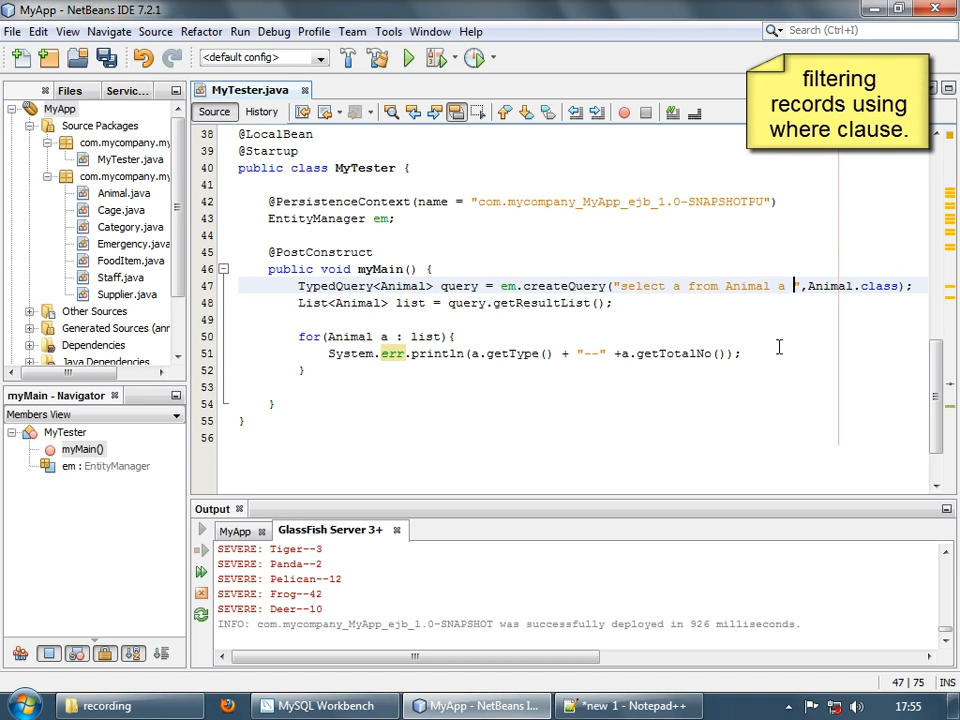 MyApp - NetBeans IDE 7.2.1
File Edit View Navigate Source Refactor Run Debug Profile Team Tools Window Help
Search (Ctrl+I)
<default config>
filtering
records using
where clause.
Files
Servic...
MyTester.java
Source
History
MyApp
Source Packages
com.mycompany.my
MyTester.java
com.mycompany.my
Animal.java
Cage.java
Category.java
Emergency.java
FoodItem.java
Staff.java
Supplier.java
Other Sources
Generated Sources (anr
Dependencies
Java Dependencies
38 @LocalBean
39 @Startup
40 public class MyTester {
41
42 @PersistenceContext(name = "com.mycompany_MyApp_ejb_1.0-SNAPSHOTPU")
43 EntityManager em;
44
45 @PostConstruct
46 public void myMain() {
47 TypedQuery<Animal> query = em.createQuery("select a from Animal a ",Animal.class);
48 List<Animal> list = query.getResultList();
49
50 for(Animal a : list){
51 System.err.println(a.getType() + "--" +a.getTotalNo());
52 }
53
54 }
55 }
56
myMain - Navigator
Members View
MyTester
myMain()
em : EntityManager
Output
MyApp
GlassFish Server 3+
SEVERE: Tiger--3
SEVERE: Panda--2
SEVERE: Pelican--12
SEVERE: Frog--42
SEVERE: Deer--10
INFO: com.mycompany_MyApp_ejb_1.0-SNAPSHOT was successfully deployed in 926 milliseconds.
47 | 75
INS
recording
MySQL Workbench
MyApp - NetBeans I...
*new 1 - Notepad++
17:55